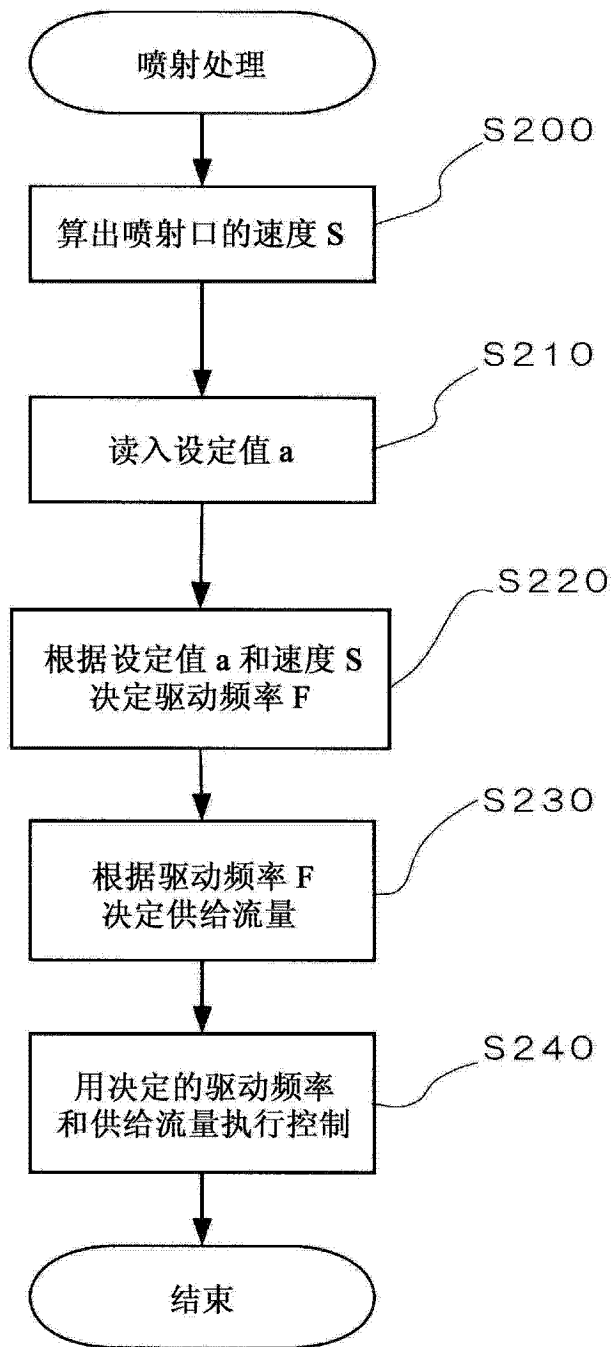 喷射处理
S200
算出喷射口的速度 S
S210
读入设定值 a
S220
根据设定值 a 和速度 S
决定驱动频率 F
S230
根据驱动频率 F
决定供给流量
S240
用决定的驱动频率
和供给流量执行控制
结束